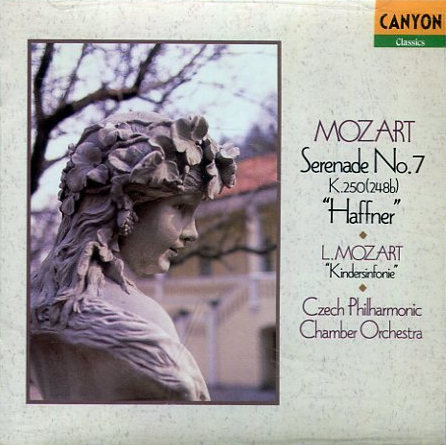 CANYON
Classics
MOZART
Serenade No.7
K.250(248b)
"Haffner"
L.MOZART
"Kindersinfonie"
Czech Philharmonic
Chamber Orchestra